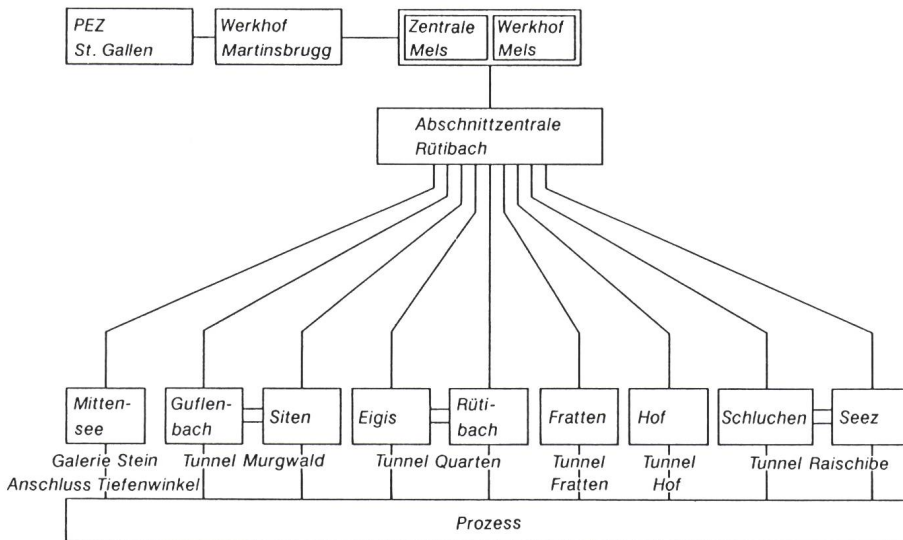 PEZ
St. Gallen
Werkhof
Martinsbrugg
Zentrale
Mels
Werkhof
Mels
Abschnittzentrale
Rütibach
Mitten-
see
Guflen-
bach
Siten
Eigis
Rüti-
bach
Fratten
Hof
Schluchen
Seez
Galerie Stein
Anschluss Tiefenwinkel
Tunnel Murgwald
Tunnel Quarten
Tunnel
Fratten
Tunnel
Hof
Tunnel Raischibe
Prozess